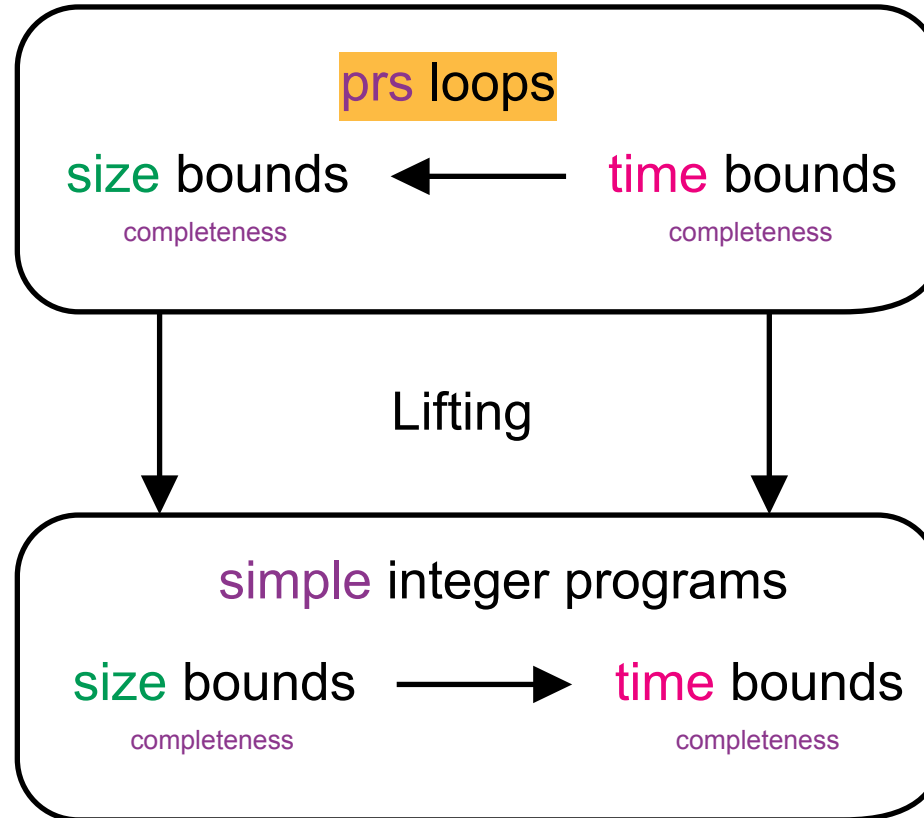 prs loops
size bounds time bounds
completeness completeness
Lifting
simple integer programs
size bounds time bounds
completeness completeness